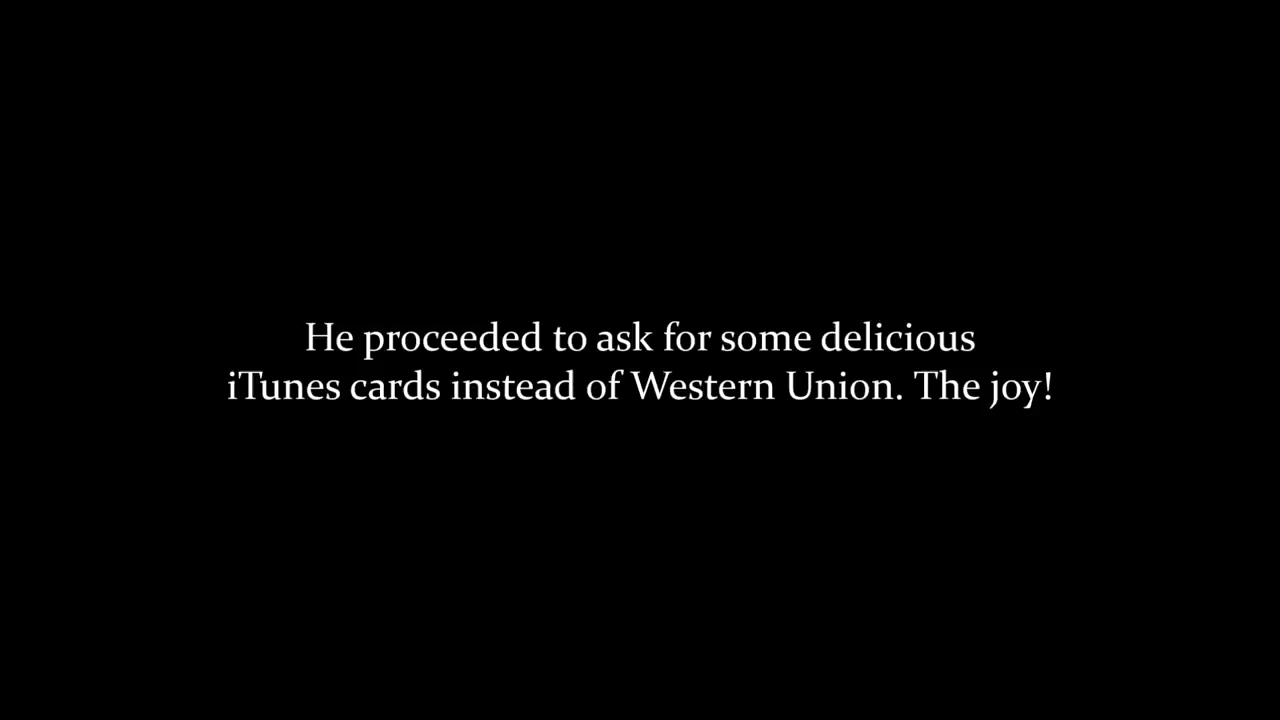 He proceeded to ask for some delicious
iTunes cards instead of Western Union. The joy!